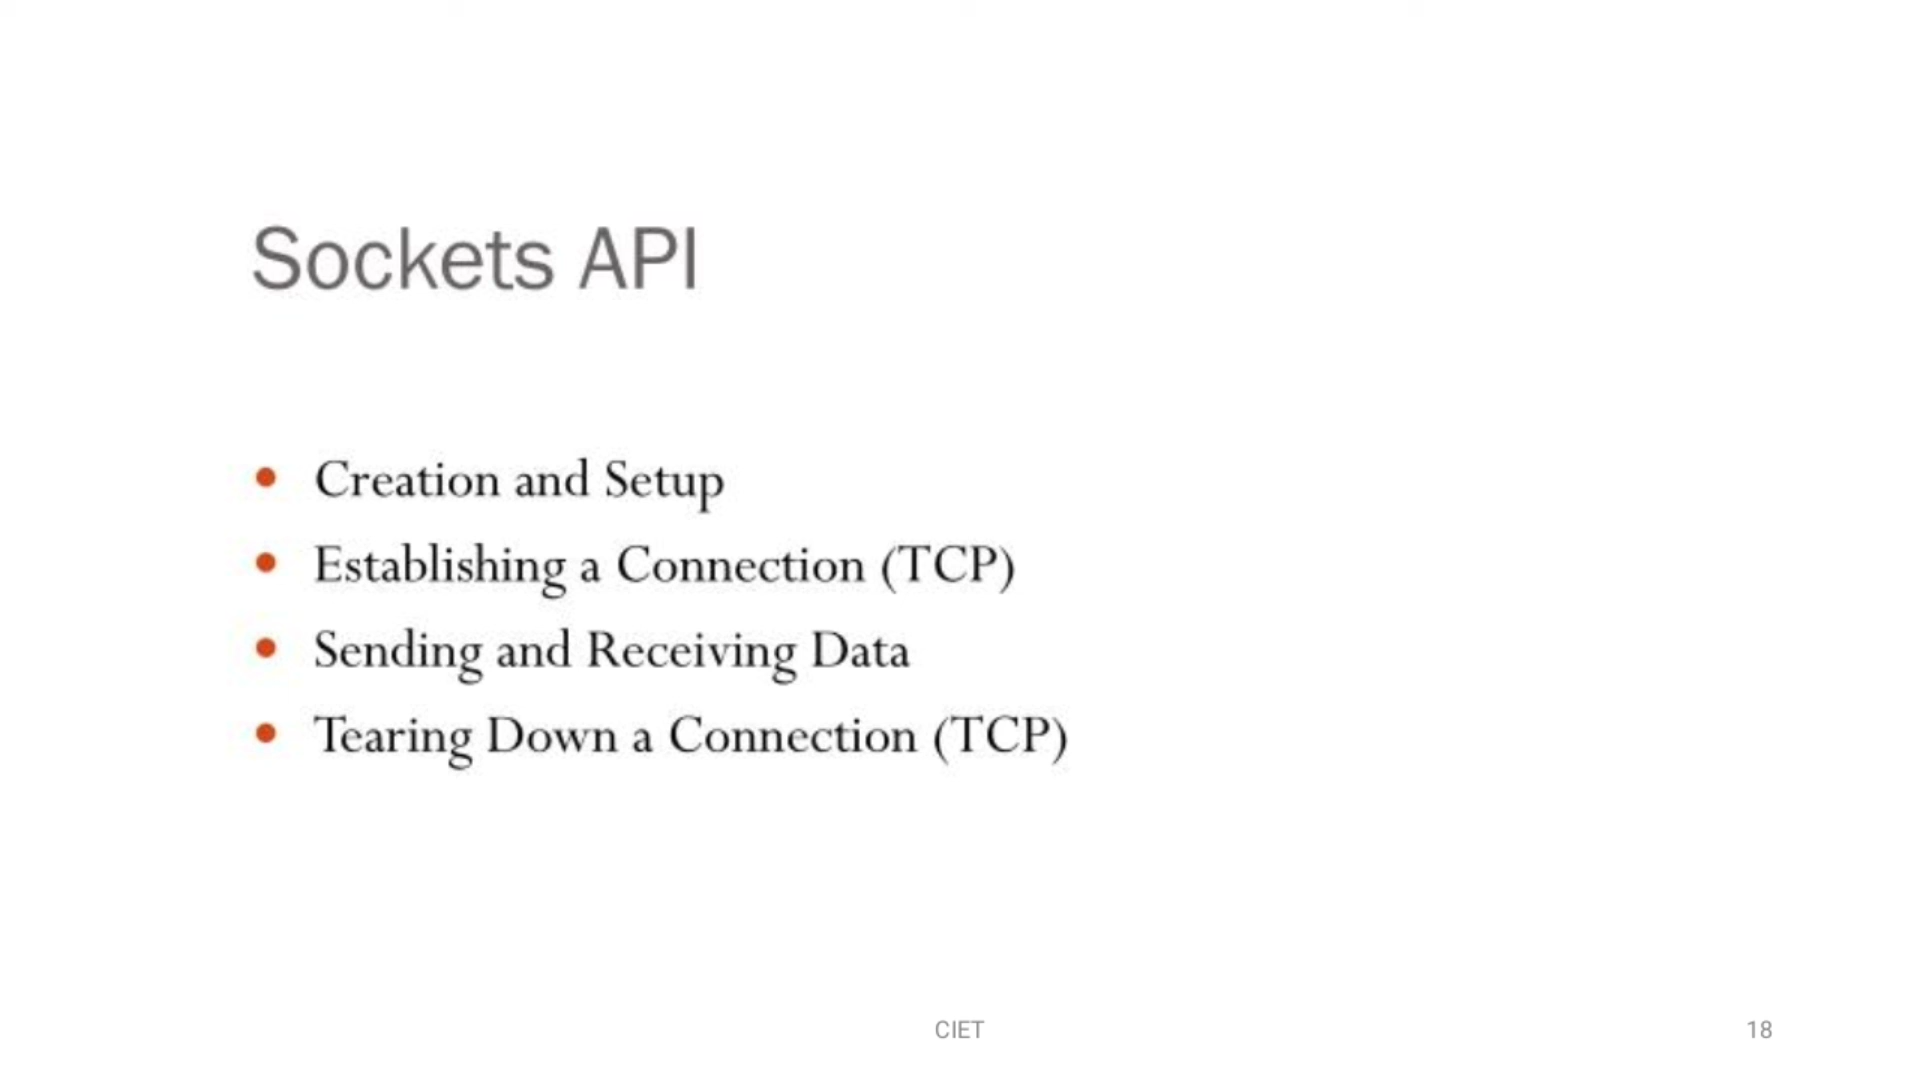 Sockets API
• Creation and Setup
• Establishing a Connection (TCP)
• Sending and Receiving Data
• Tearing Down a Connection (TCP)
CIET
18